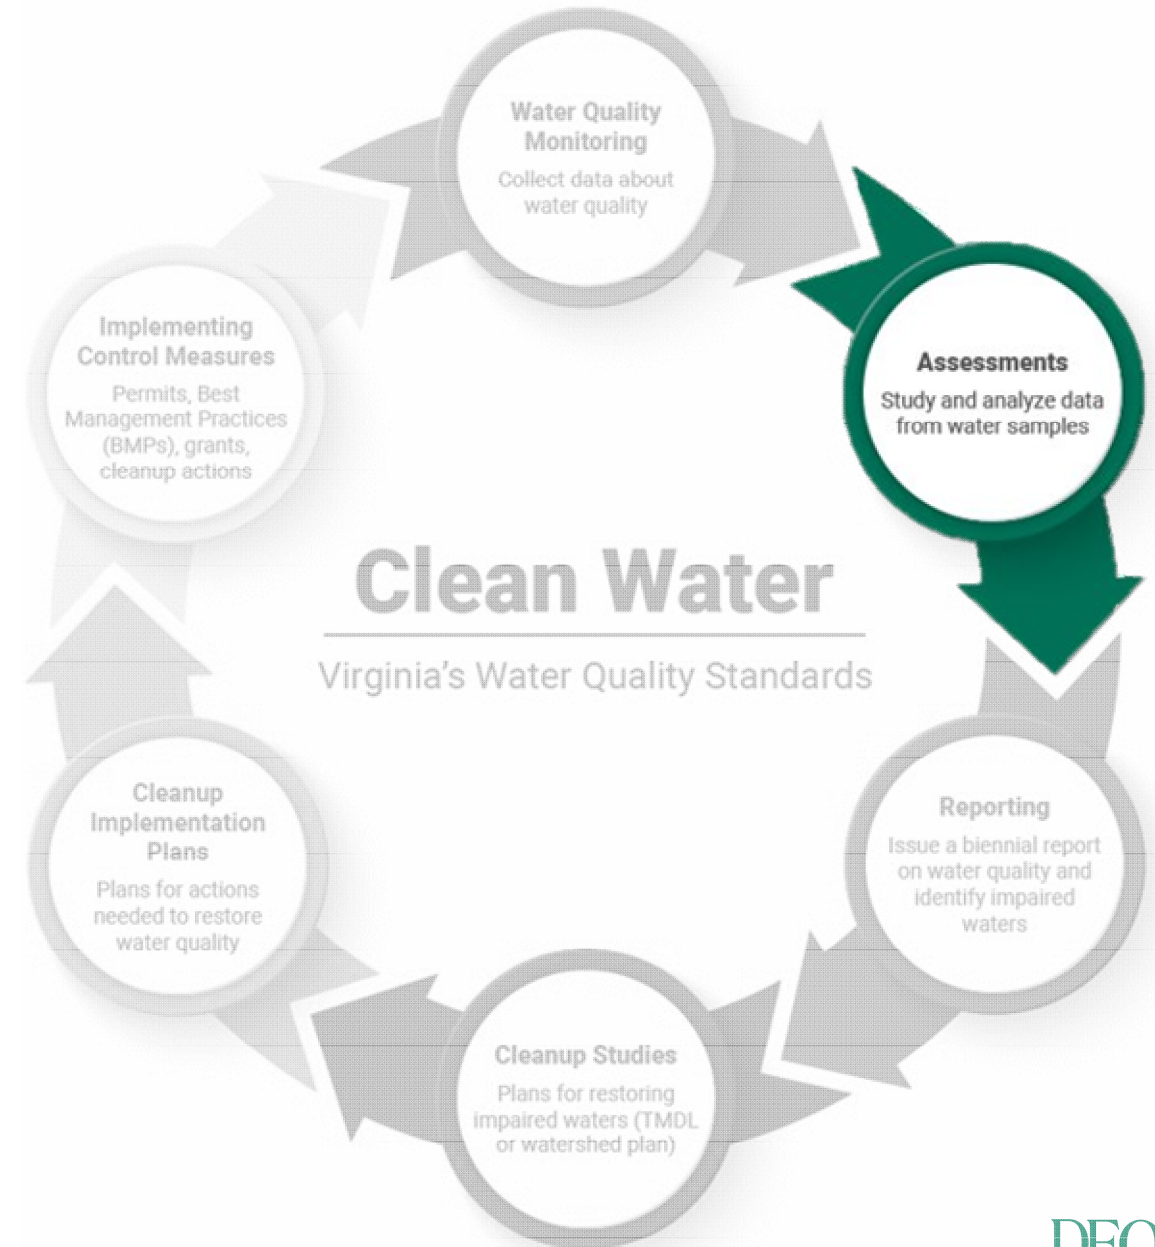 Water Quality
Monitoring
Collect data about
water quality
Assessments
Study and analyze data
from water samples
Reporting
Issue a biennial report
on water quality and
identify impaired
waters
Cleanup Studies
Plans for restoring
impaired waters (TMDL
or watershed plan)
Cleanup
Implementation
Plans
Plans for actions
needed to restore
water quality
Implementing
Control Measures
Permits, Best
Management Practices
(BMPs), grants,
cleanup actions
Clean Water
Virginia's Water Quality Standards
DEQ